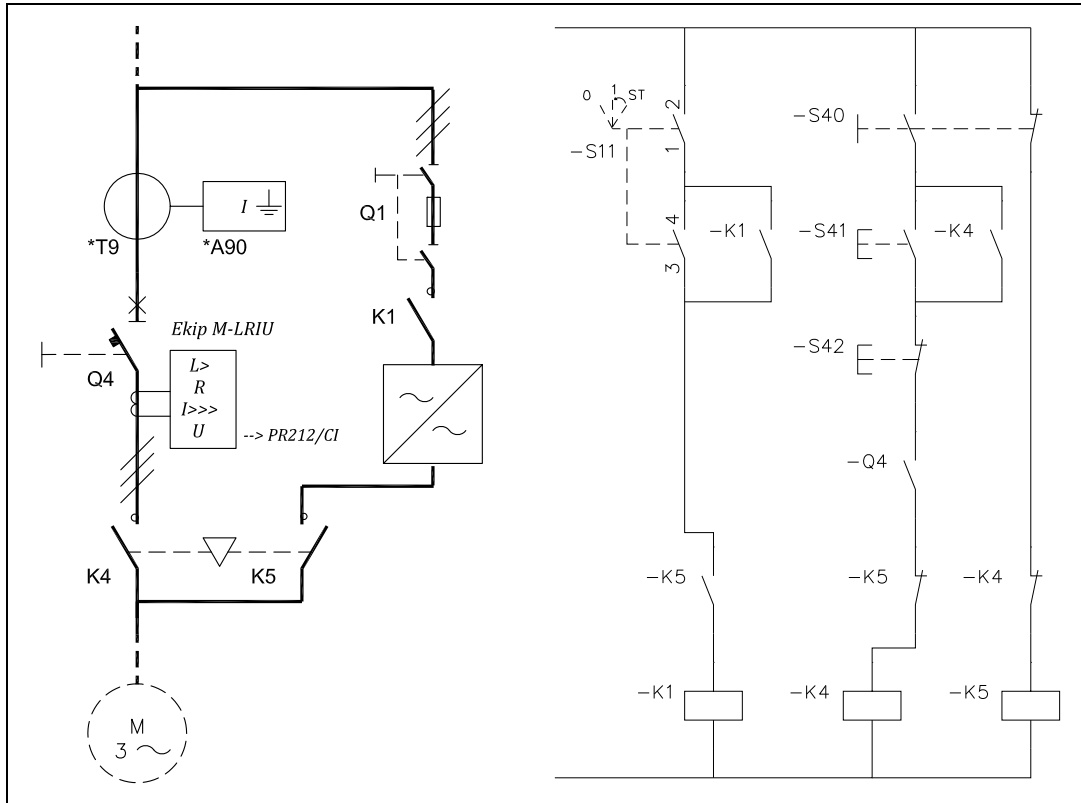 *T9
I
*A90
Q1
Ekip M-LRIU
Q4
L>
R
I>>>
U
--> PR212/CI
K1
K4
K5
M
3
0
1
ST
-S11
2
1
4
3
-K1
-K5
-K1
-S40
-S41
-K4
-S42
-Q4
-K5
-K4
-K4
-K5